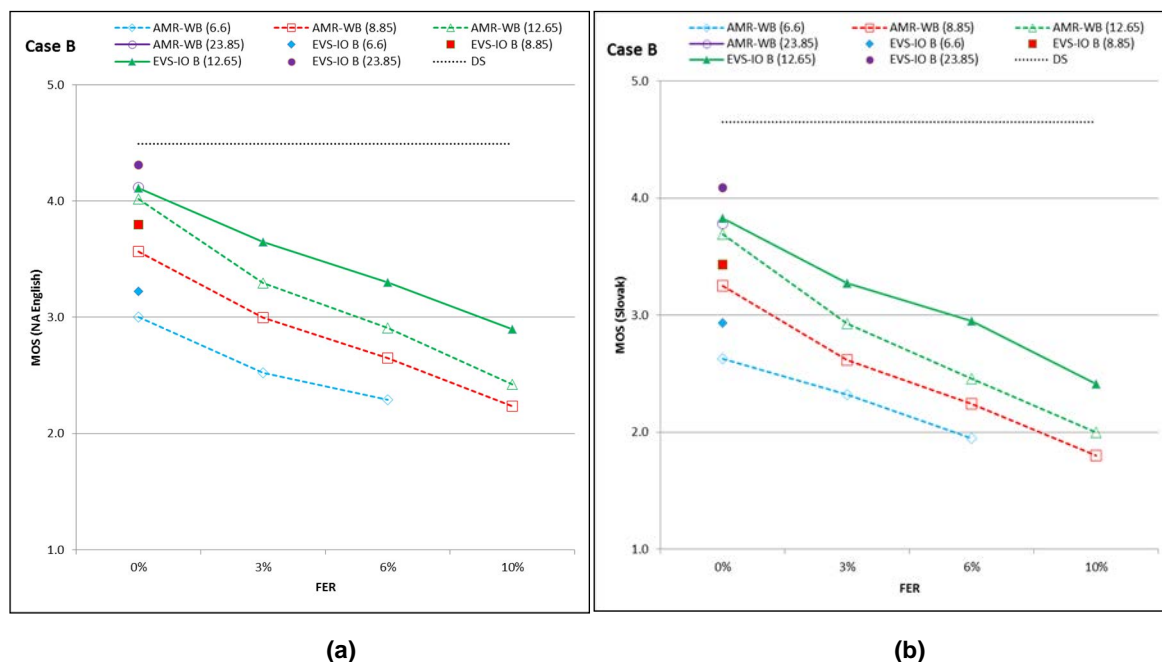 AMR-WB (6.6) AMR-WB (8.85) AMR-WB (12.65)
AMR-WB (23.85) EVS-IO B (6.6) EVS-IO B (8.85)
EVS-IO B (12.65) EVS-IO B (23.85) DS
Case B
5.0
4.0
3.0
2.0
1.0
MOS (NA English)
0% 3% 6% 10%
FER
(a)
AMR-WB (6.6) AMR-WB (8.85) AMR-WB (12.65)
AMR-WB (23.85) EVS-IO B (6.6) EVS-IO B (8.85)
EVS-IO B (12.65) EVS-IO B (23.85) DS
Case B
5.0
4.0
3.0
2.0
1.0
MOS (Slovak)
0% 3% 6% 10%
FER
(b)